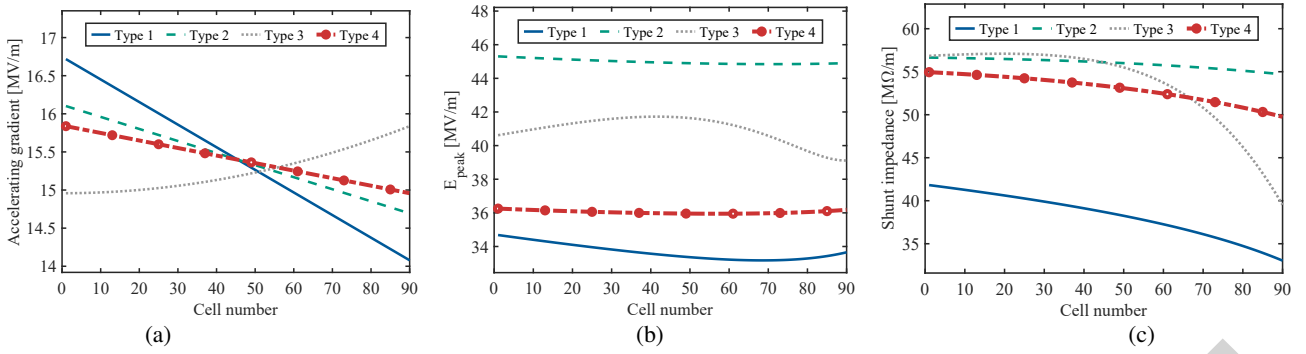 Type 1 Type 2 Type 3 Type 4
17
16.5
16
15.5
15
14.5
14
Accelerating gradient [MV/m]
0 10 20 30 40 50 60 70 80 90
Cell number
(a)
Type 1 Type 2 Type 3 Type 4
48
46
44
42
40
38
36
34
E_peak [MV/m]
0 10 20 30 40 50 60 70 80 90
Cell number
(b)
Type 1 Type 2 Type 3 Type 4
60
55
50
45
40
35
Shunt impedance [MΩ/m]
0 10 20 30 40 50 60 70 80 90
Cell number
(c)